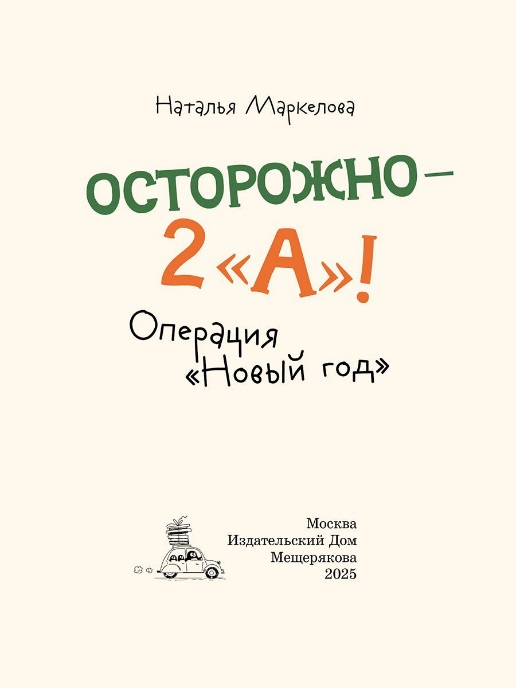 Наталья Маркелова
ОСТОРОЖНО–
2 «А»!
Операция
«Новый год»
Москва
Издательский Дом
Мещерякова
2025